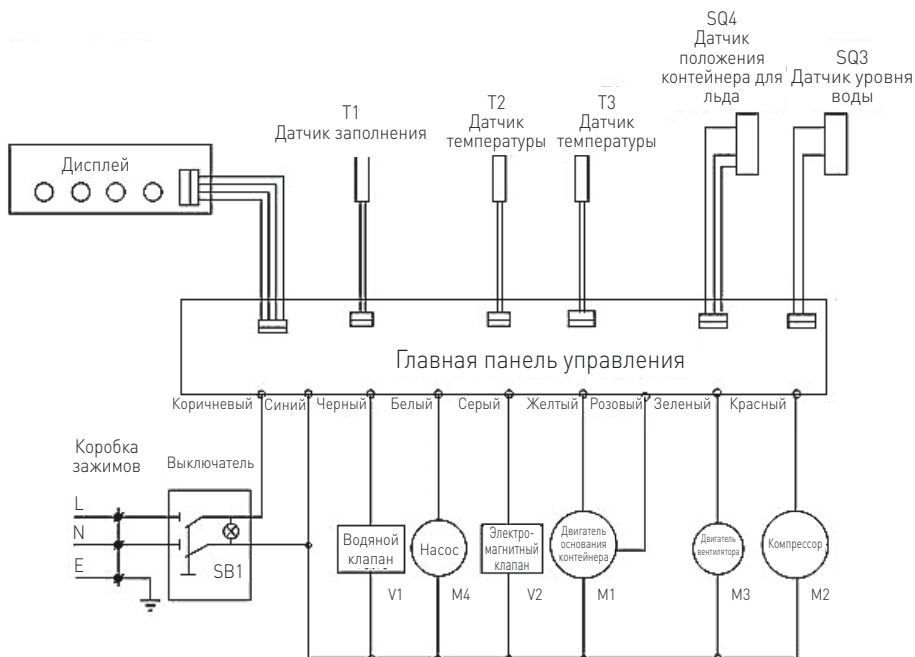 SQ4
Датчик
положения
контейнера для
льда
SQ3
Датчик уровня
воды
T1
Датчик заполнения
T2
Датчик
температуры
T3
Датчик
температуры
Дисплей
Главная панель управления
Коричневый
Синий
Черный
Белый
Серый
Желтый
Розовый
Зеленый
Красный
Коробка
зажимов
Выключатель
L
N
E
SB1
Водяной
клапан
V1
Насос
M4
Электро-
магнитный
клапан
V2
Двигатель
основания
контейнера
M1
Двигатель
вентилятора
M3
Компрессор
M2